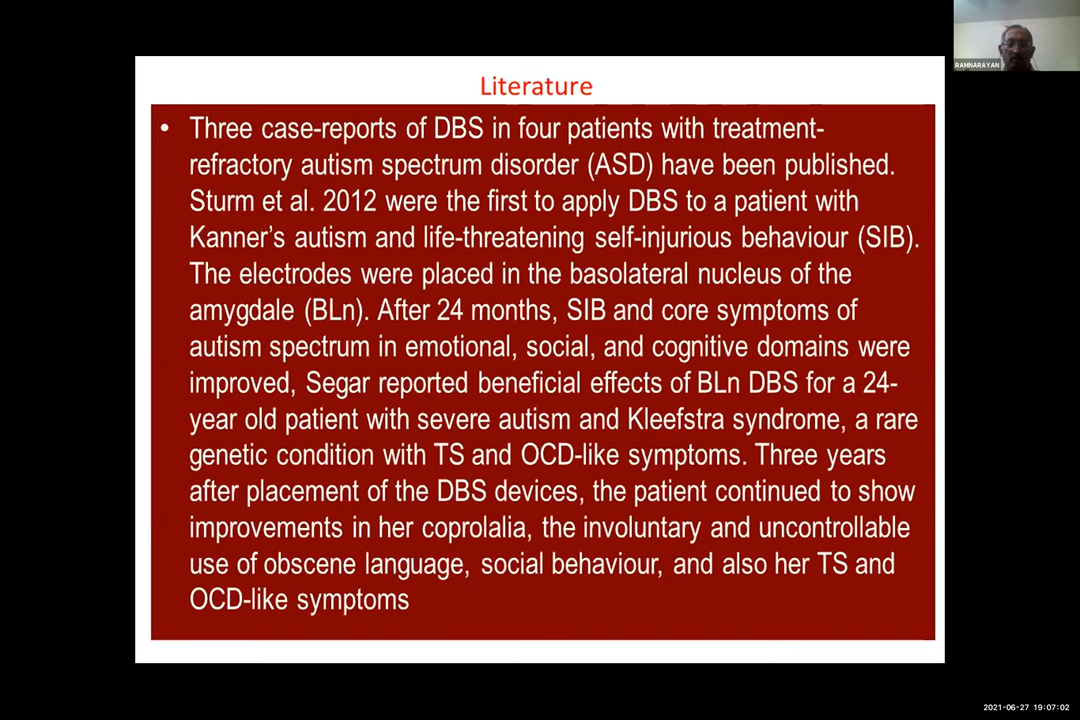 Literature
RAMNARAYAN
• Three case-reports of DBS in four patients with treatment-
refractory autism spectrum disorder (ASD) have been published.
Sturm et al. 2012 were the first to apply DBS to a patient with
Kanner’s autism and life-threatening self-injurious behaviour (SIB).
The electrodes were placed in the basolateral nucleus of the
amygdale (BLn). After 24 months, SIB and core symptoms of
autism spectrum in emotional, social, and cognitive domains were
improved, Segar reported beneficial effects of BLn DBS for a 24-
year old patient with severe autism and Kleefstra syndrome, a rare
genetic condition with TS and OCD-like symptoms. Three years
after placement of the DBS devices, the patient continued to show
improvements in her coprolalia, the involuntary and uncontrollable
use of obscene language, social behaviour, and also her TS and
OCD-like symptoms
2021-06-27 19:07:02